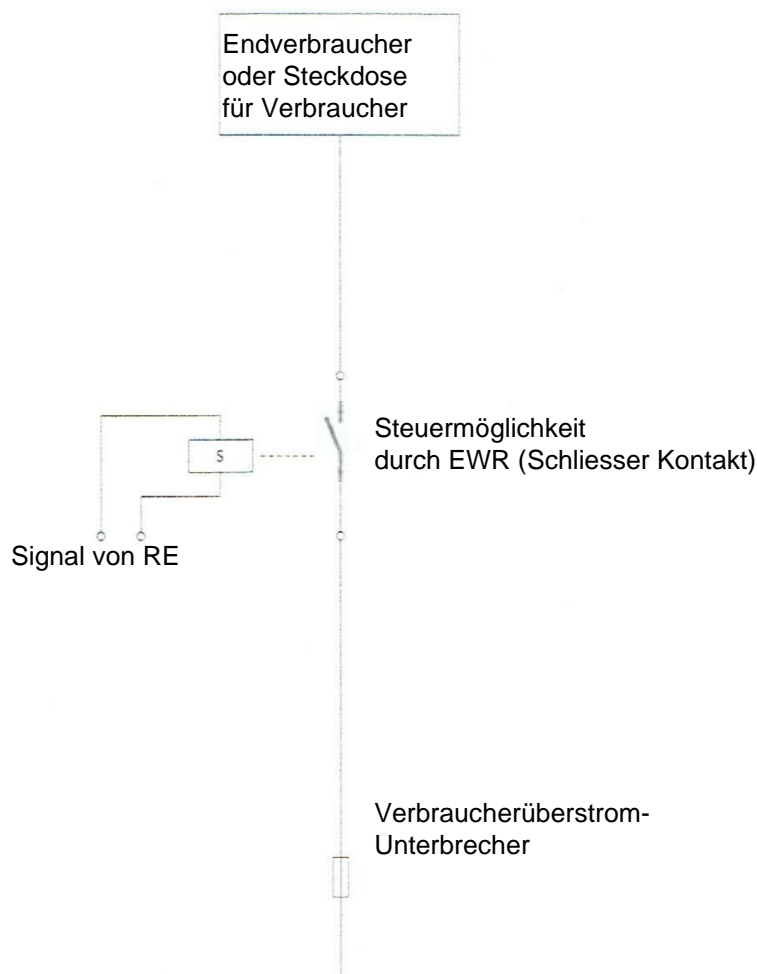 Endverbraucher
oder Steckdose
für Verbraucher
Steuermöglichkeit
durch EWR (Schliesser Kontakt)
S
Signal von RE
Verbraucherüberstrom-
Unterbrecher